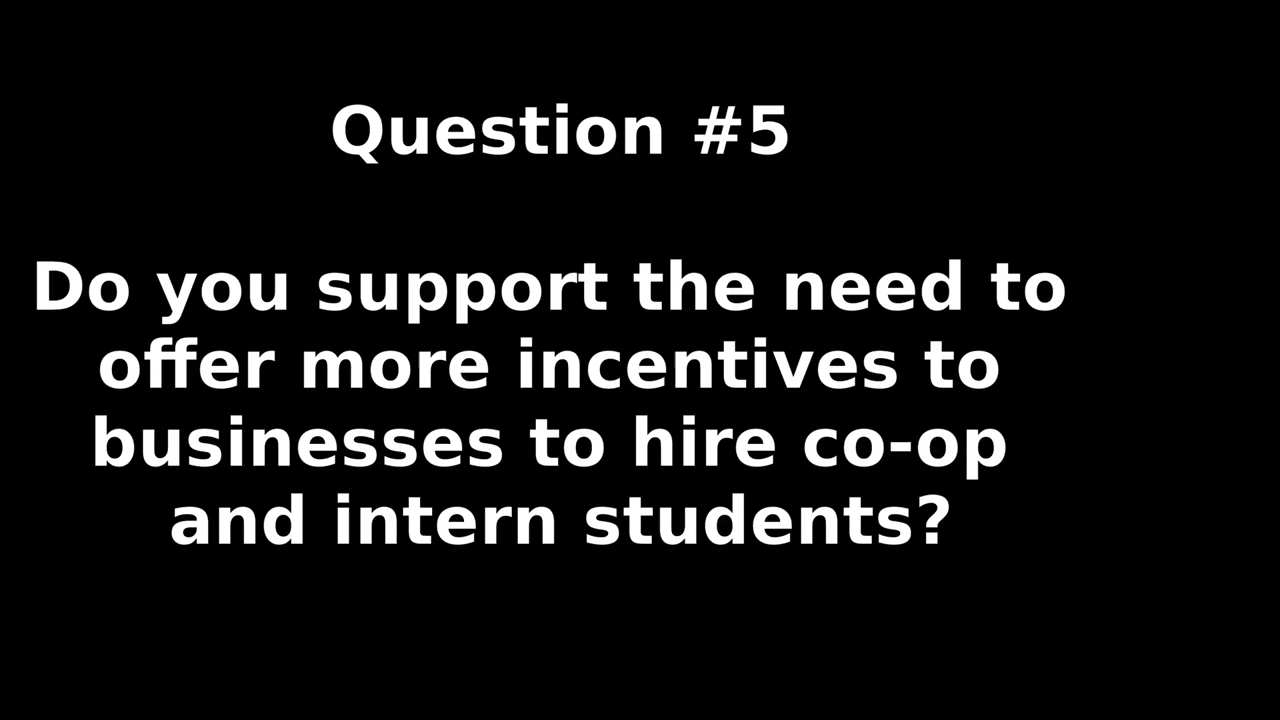 Question #5
Do you support the need to
offer more incentives to
businesses to hire co-op
and intern students?